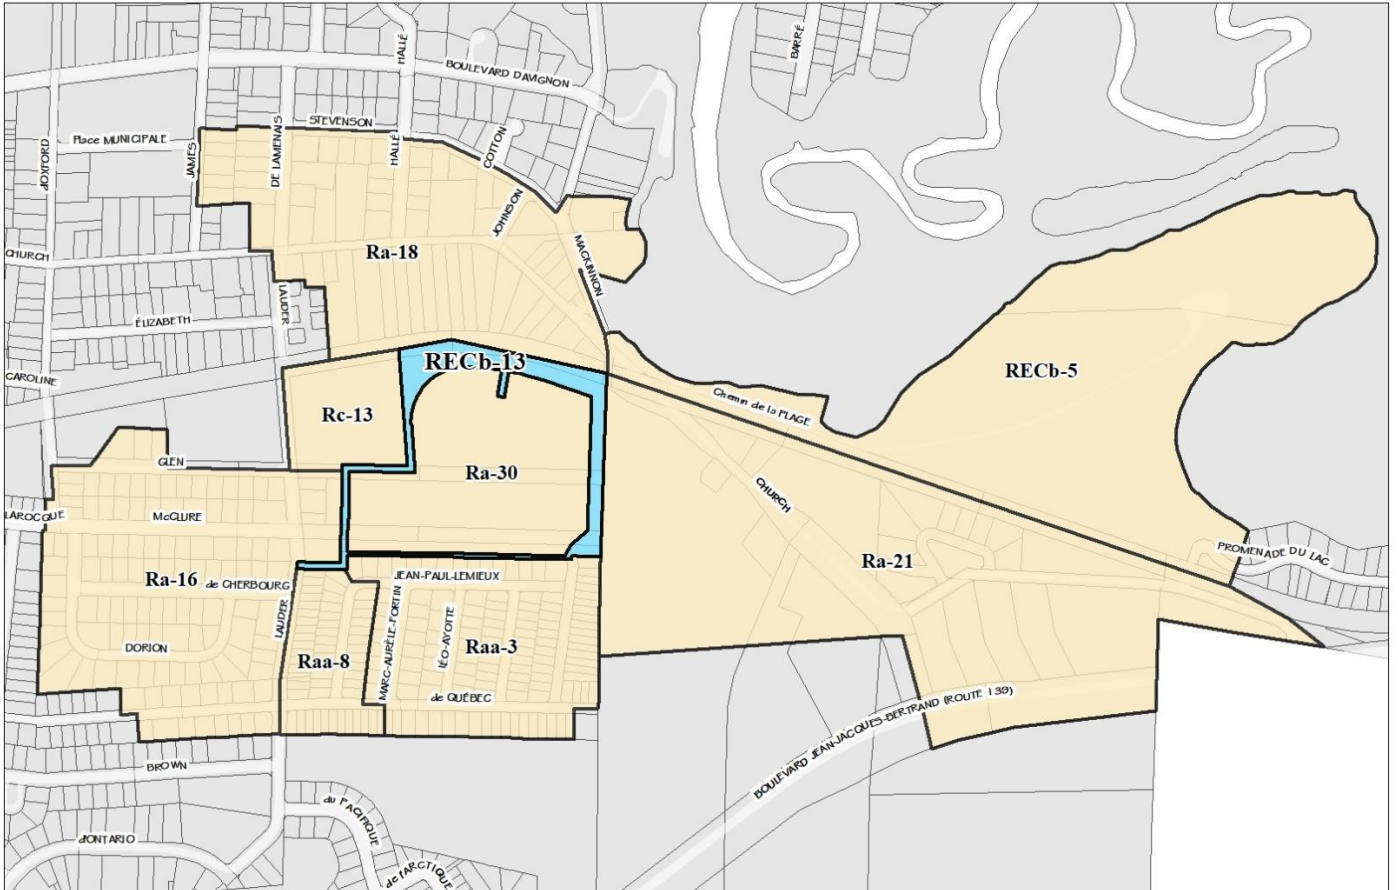 BARRÉ
HALLÉ
BOULEVARD DAVIGNON
STEVENSON
Place MUNICIPALE
COTTON
HALLÉ
DE LAMENAIS
JAMES
d'OXFORD
JOHNSON
Ra-18
CHURCH
MACKINNON
LAUDER
ÉLIZABETH
RECb-13
RECb-5
CAROLINE
Chemin de la PLAGE
Rc-13
GLEN
Ra-30
CHURCH
LAROCQUE
McCLURE
PROMENADE DU LAC
Ra-21
JEAN-PAUL-LEMIEUX
Ra-16
de CHERBOURG
LAUDER
MARC-AURÈLE-FORTIN
LÉO-AYOTTE
DORION
Raa-8
Raa-3
de QUÉBEC
BOULEVARD JEAN-JACQUES-BERTRAND (ROUTE 139)
BROWN
du PACIFIQUE
d'ONTARIO
de l'ARCTIQUE